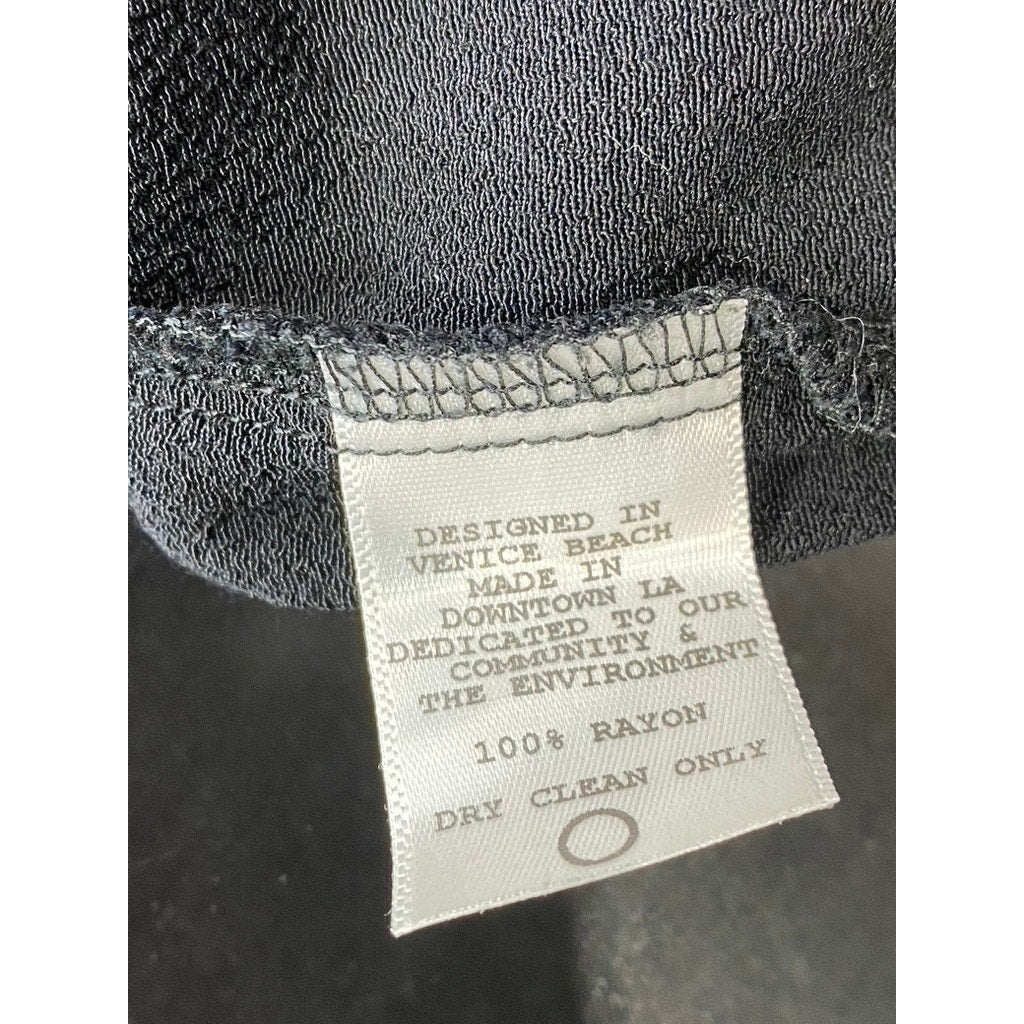 DESIGNED IN
VENICE BEACH
MADE IN
DOWNTOWN LA
DEDICATED TO OUR
COMMUNITY &
THE ENVIRONMENT
100% RAYON
DRY CLEAN ONLY